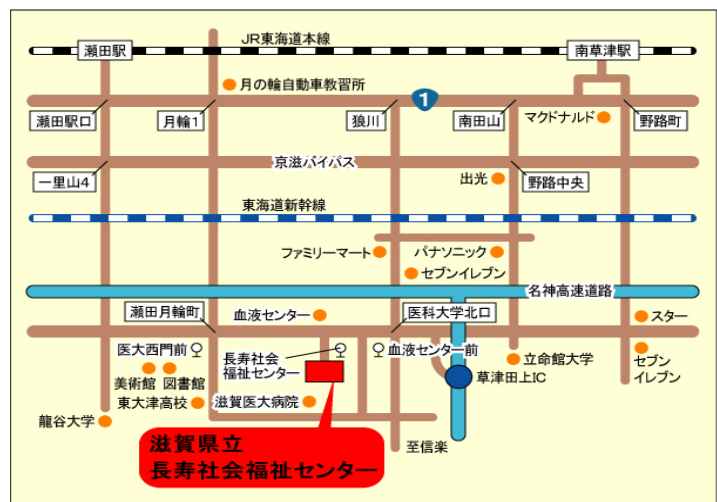 JR東海道本線
瀬田駅
南草津駅
月の輪自動車教習所
1
瀬田駅口
月輪1
狼川
南田山
マクドナルド
野路町
京滋バイパス
一里山4
出光
野路中央
東海道新幹線
ファミリーマート
パナソニック
セブンイレブン
名神高速道路
瀬田月輪町
血液センター
医科大学北口
スター
医大西門前
長寿社会
福祉センター
血液センター前
立命館大学
セブン
イレブン
美術館
図書館
草津田上IC
東大津高校
滋賀医大病院
龍谷大学
至信楽
滋賀県立
長寿社会福祉センター